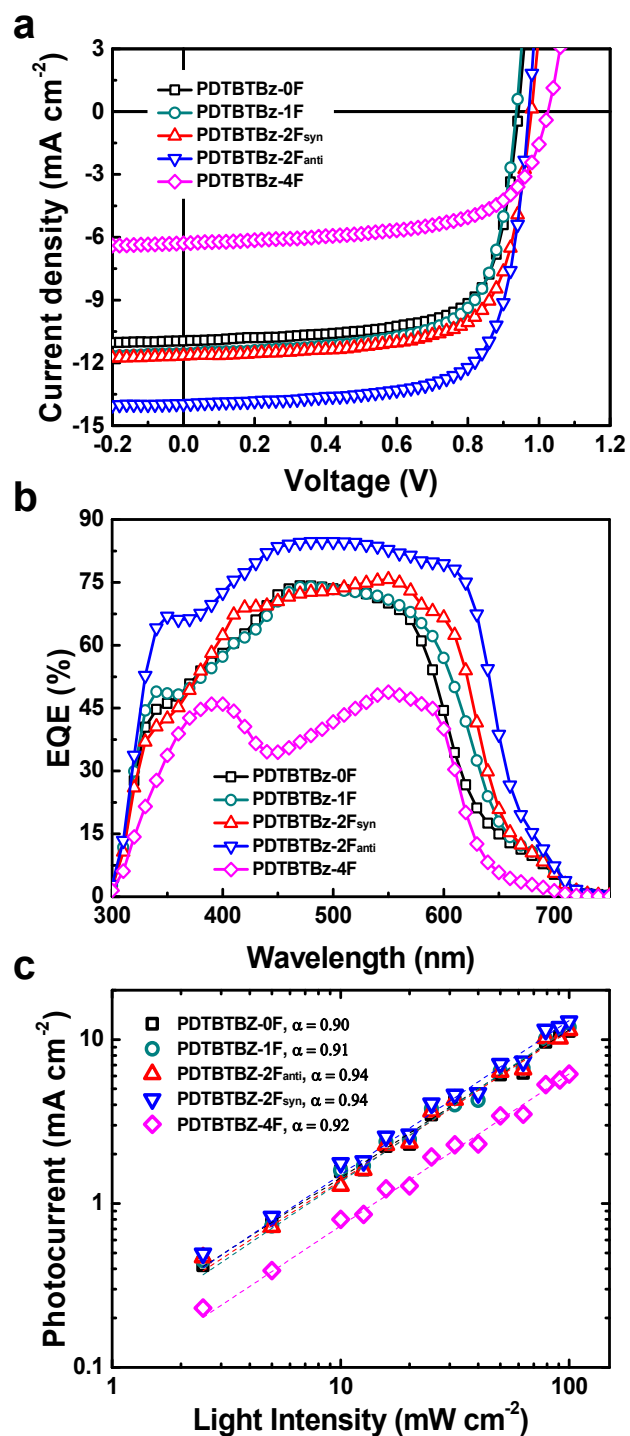 a
3
0
-3
-6
-9
-12
-15
Current density (mA cm-2)
PDTBTBz-0F
PDTBTBz-1F
PDTBTBz-2Fsyn
PDTBTBz-2Fanti
PDTBTBz-4F
-0.2 0.0 0.2 0.4 0.6 0.8 1.0 1.2
Voltage (V)
b
90
75
60
45
30
15
0
EQE (%)
PDTBTBz-0F
PDTBTBz-1F
PDTBTBz-2Fsyn
PDTBTBz-2Fanti
PDTBTBz-4F
300 400 500 600 700
Wavelength (nm)
c
10
1
0.1
Photocurrent (mA cm-2)
PDTBTBZ-0F, α = 0.90
PDTBTBZ-1F, α = 0.91
PDTBTBZ-2Fanti, α = 0.94
PDTBTBZ-2Fsyn, α = 0.94
PDTBTBZ-4F, α = 0.92
1 10 100
Light Intensity (mW cm-2)